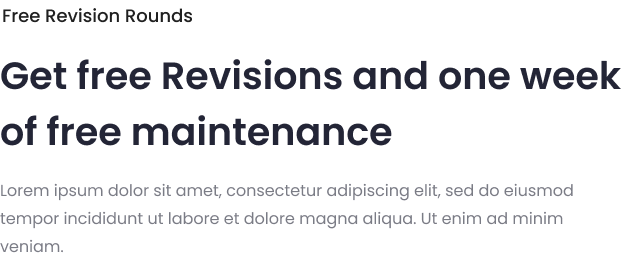 Free Revision Rounds
Get free Revisions and one week
of free maintenance
Lorem ipsum dolor sit amet, consectetur adipiscing elit, sed do eiusmod
tempor incididunt ut labore et dolore magna aliqua. Ut enim ad minim
veniam.